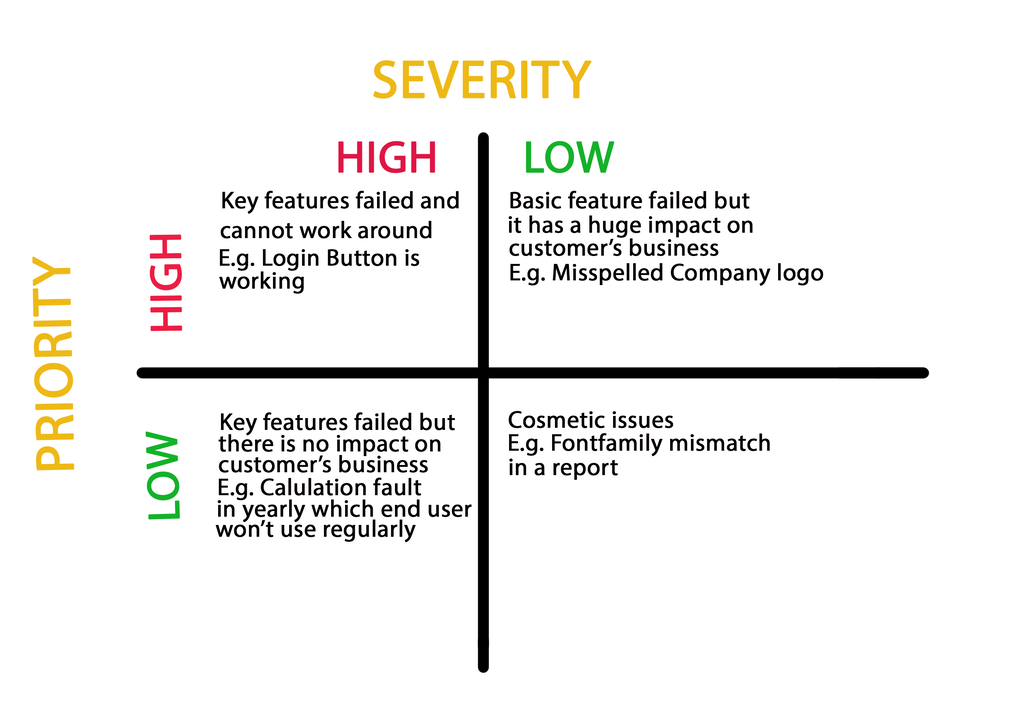 SEVERITY
HIGH
LOW
PRIORITY
HIGH
Key features failed and
cannot work around
E.g. Login Button is
working
Basic feature failed but
it has a huge impact on
customer's business
E.g. Misspelled Company logo
LOW
Key features failed but
there is no impact on
customer's business
E.g. Calulation fault
in yearly which end user
won't use regularly
Cosmetic issues
E.g. Fontfamily mismatch
in a report